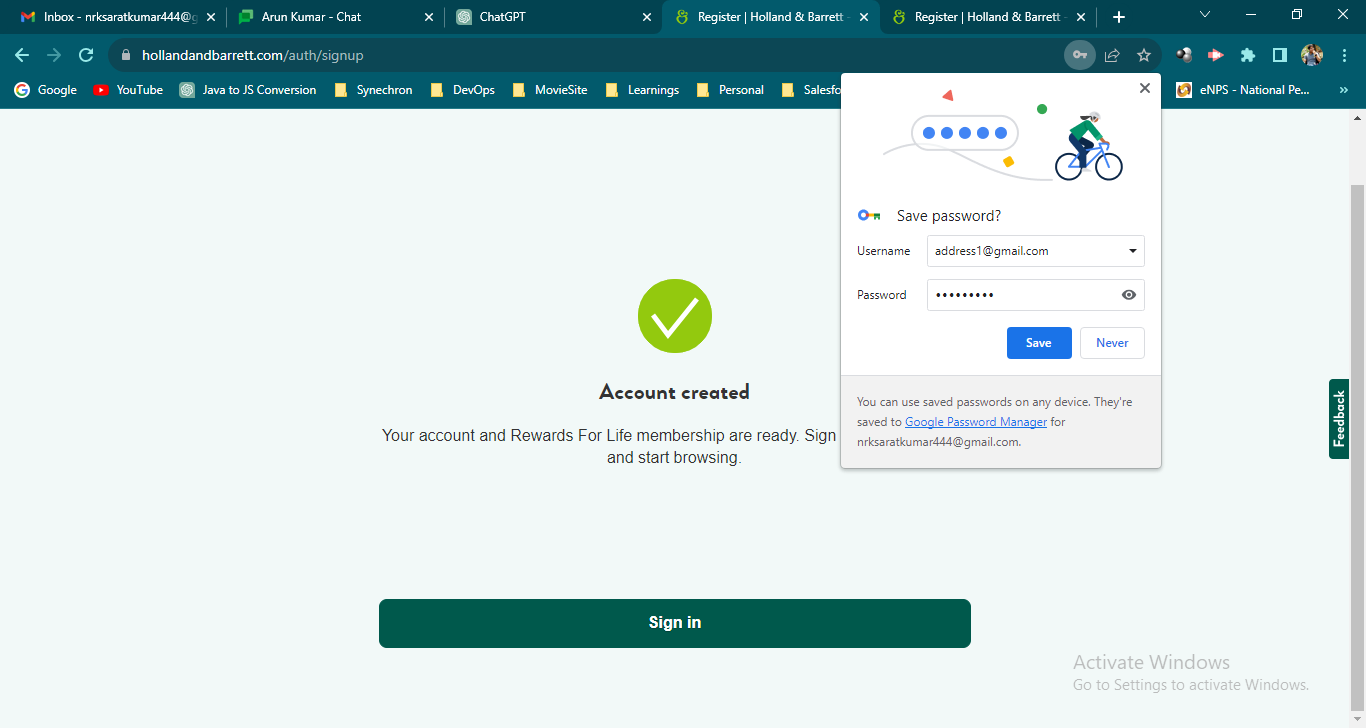 Inbox - nrksaratkumar444@g
Arun Kumar - Chat
ChatGPT
Register | Holland & Barrett -
Register | Holland & Barrett -
hollandandbarrett.com/auth/signup
Google
YouTube
Java to JS Conversion
Synechron
DevOps
MovieSite
Learnings
Personal
Salesfo
eNPS - National Pe...
»
Save password?
Username
address1@gmail.com
Password
•••••••••
Save
Never
You can use saved passwords on any device. They're
saved to Google Password Manager for
nrksaratkumar444@gmail.com.
Account created
Your account and Rewards For Life membership are ready. Sign
and start browsing.
Feedback
Sign in
Activate Windows
Go to Settings to activate Windows.